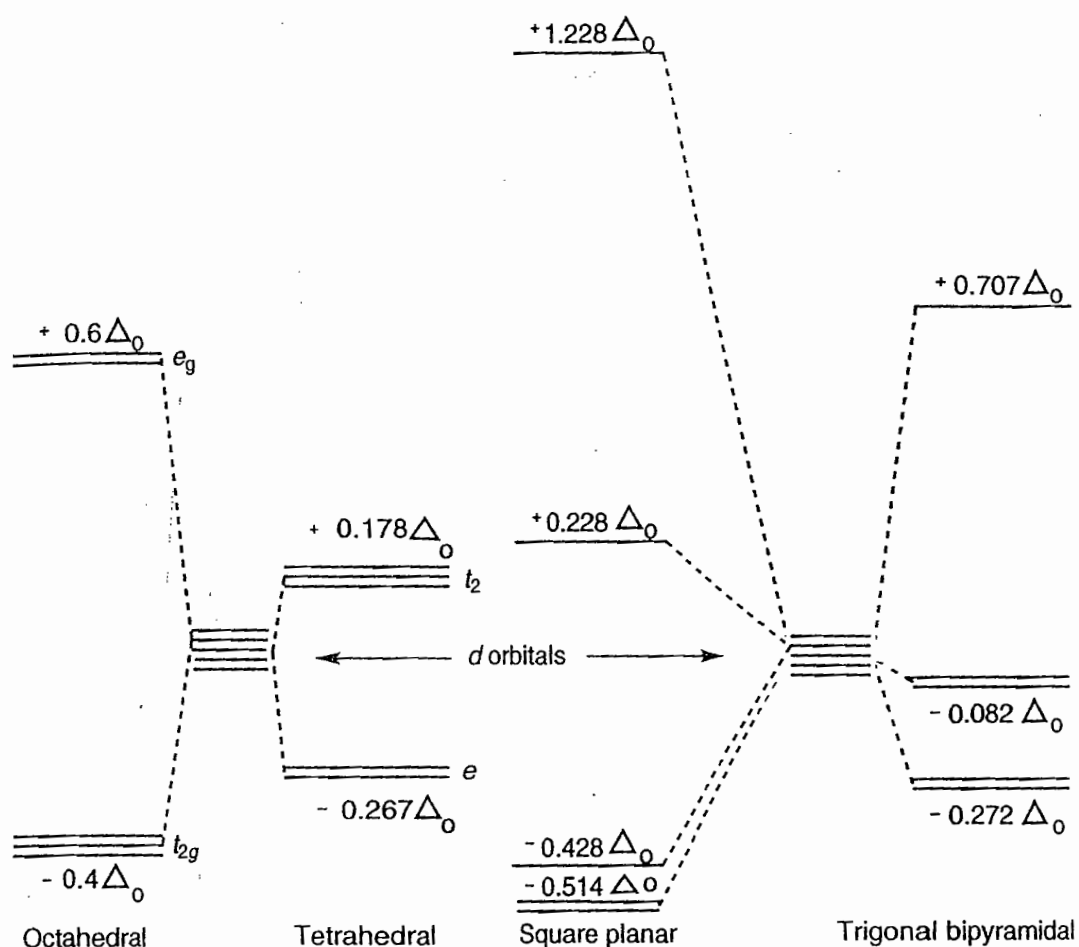 +1.228 Δo
+ 0.707 Δo
+ 0.6 Δo
eg
+ 0.178 Δo
t2
+0.228 Δo
d orbitals
- 0.082 Δo
e
- 0.267 Δo
- 0.272 Δo
t2g
- 0.4 Δo
- 0.428 Δo
- 0.514 Δo
Octahedral
Tetrahedral
Square planar
Trigonal bipyramidal